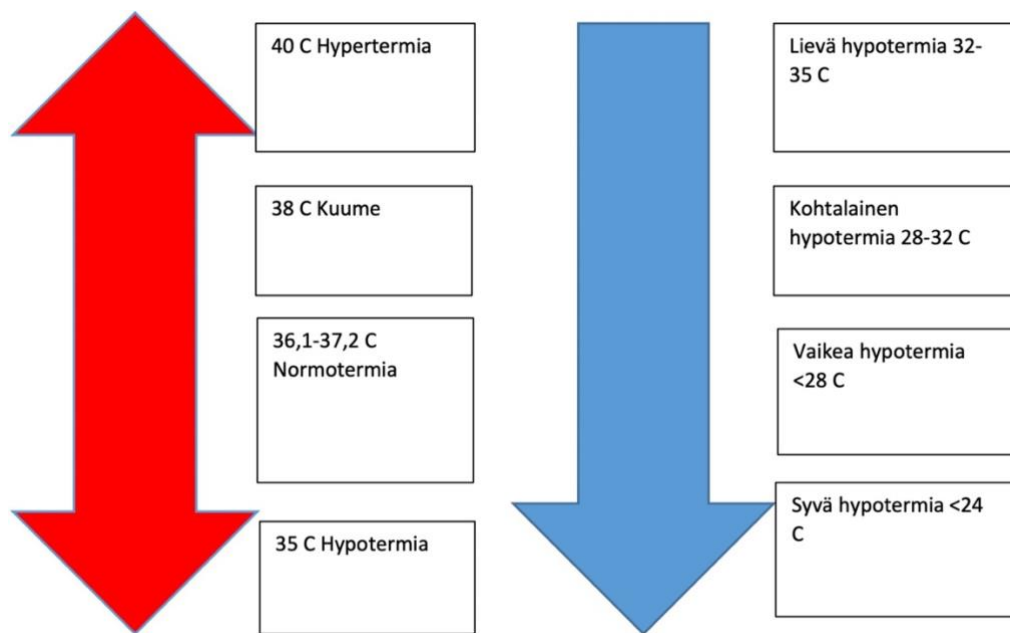 40 C Hypertermia
38 C Kuume
36,1-37,2 C
Normotermia
35 C Hypotermia
Lievä hypotermia 32-
35 C
Kohtalainen
hypotermia 28-32 C
Vaikea hypotermia
<28 C
Syvä hypotermia <24
C